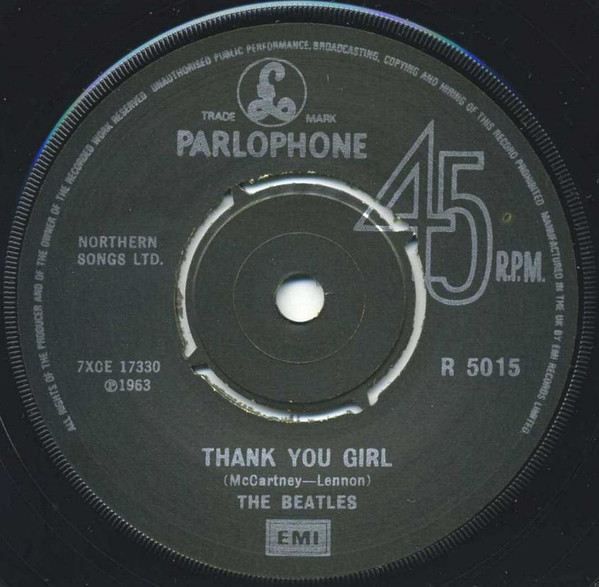 ALL RIGHTS OF THE PRODUCER AND OF THE OWNER OF THE RECORDED WORK RESERVED UNAUTHORISED PUBLIC PERFORMANCE, BROADCASTING, COPYING AND HIRING OF THIS RECORD PROHIBITED MANUFACTURED IN THE UK BY EMI RECORDS LIMITED.
£
TRADE MARK
PARLOPHONE
45
R.P.M.
NORTHERN
SONGS LTD.
7XCE 17330
℗1963
R 5015
THANK YOU GIRL
(McCartney—Lennon)
THE BEATLES
EMI